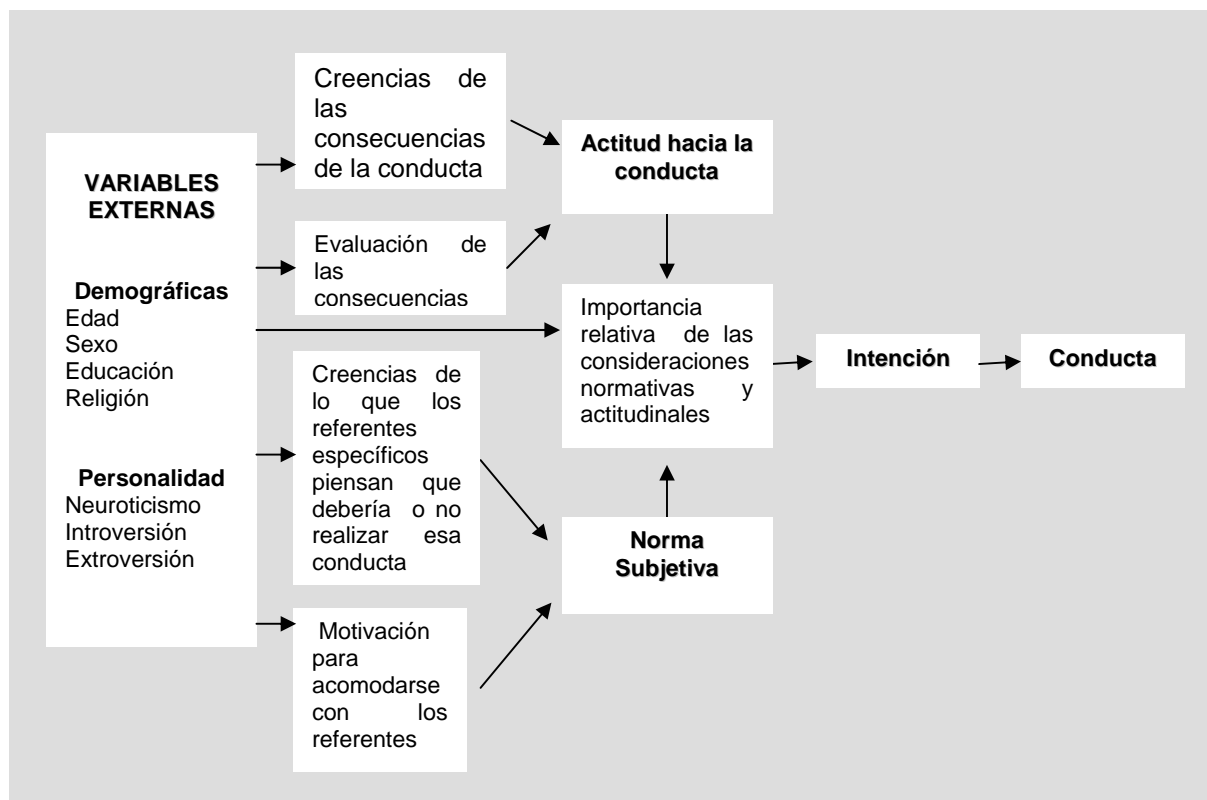 VARIABLES
EXTERNAS
Demográficas
Edad
Sexo
Educación
Religión
Personalidad
Neuroticismo
Introversión
Extroversión
Creencias de
las
consecuencias
de la conducta
Evaluación de
las
consecuencias
Creencias de
lo que los
referentes
específicos
piensan que
debería o no
realizar esa
conducta
Motivación
para
acomodarse
con los
referentes
Actitud hacia la
conducta
Importancia
relativa de las
consideraciones
normativas y
actitudinales
Norma
Subjetiva
Intención
Conducta